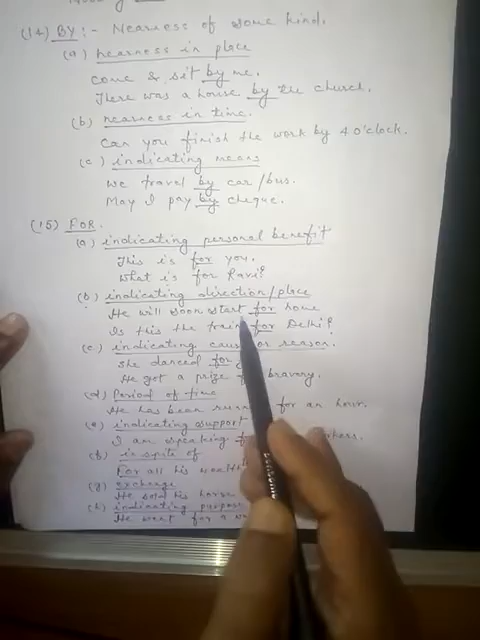 (14) BY :- Nearness of some kind.
(a) nearness in place
Come & sit by me.
There was a house by the church.
(b) nearness in time.
Can you finish the work by 4 o'clock.
(c) indicating means
We travel by car/bus.
May I pay by cheque.
(15) FOR.
(a) indicating personal benefit
This is for you.
What is for Ravi?
(b) indicating direction/place
He will soon start for home
Is this the train for Delhi?
(c) indicating cause or reason.
She danced for
He got a prize bravery.
(d) Period of time
He has been for an hour.
(e) indicating support
I am speaking
(f) in spite of
For all his
(g) exchange
He sold his horse
(h) indicating purpose
He went for a